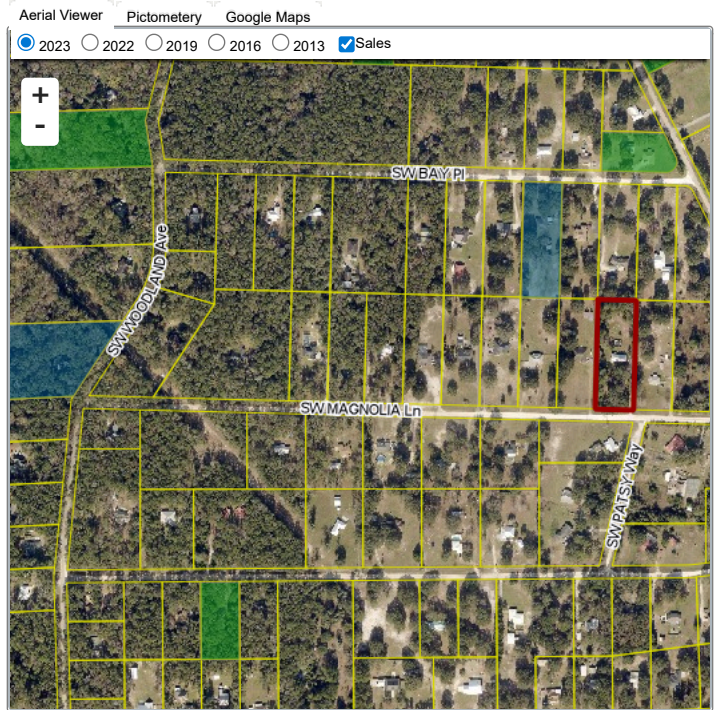 Aerial Viewer Pictometery Google Maps
2023 2022 2019 2016 2013 Sales
+
-
SW BAY Pl
SW WOODLAND Ave
SW MAGNOLIA Ln
SW PATSY Way